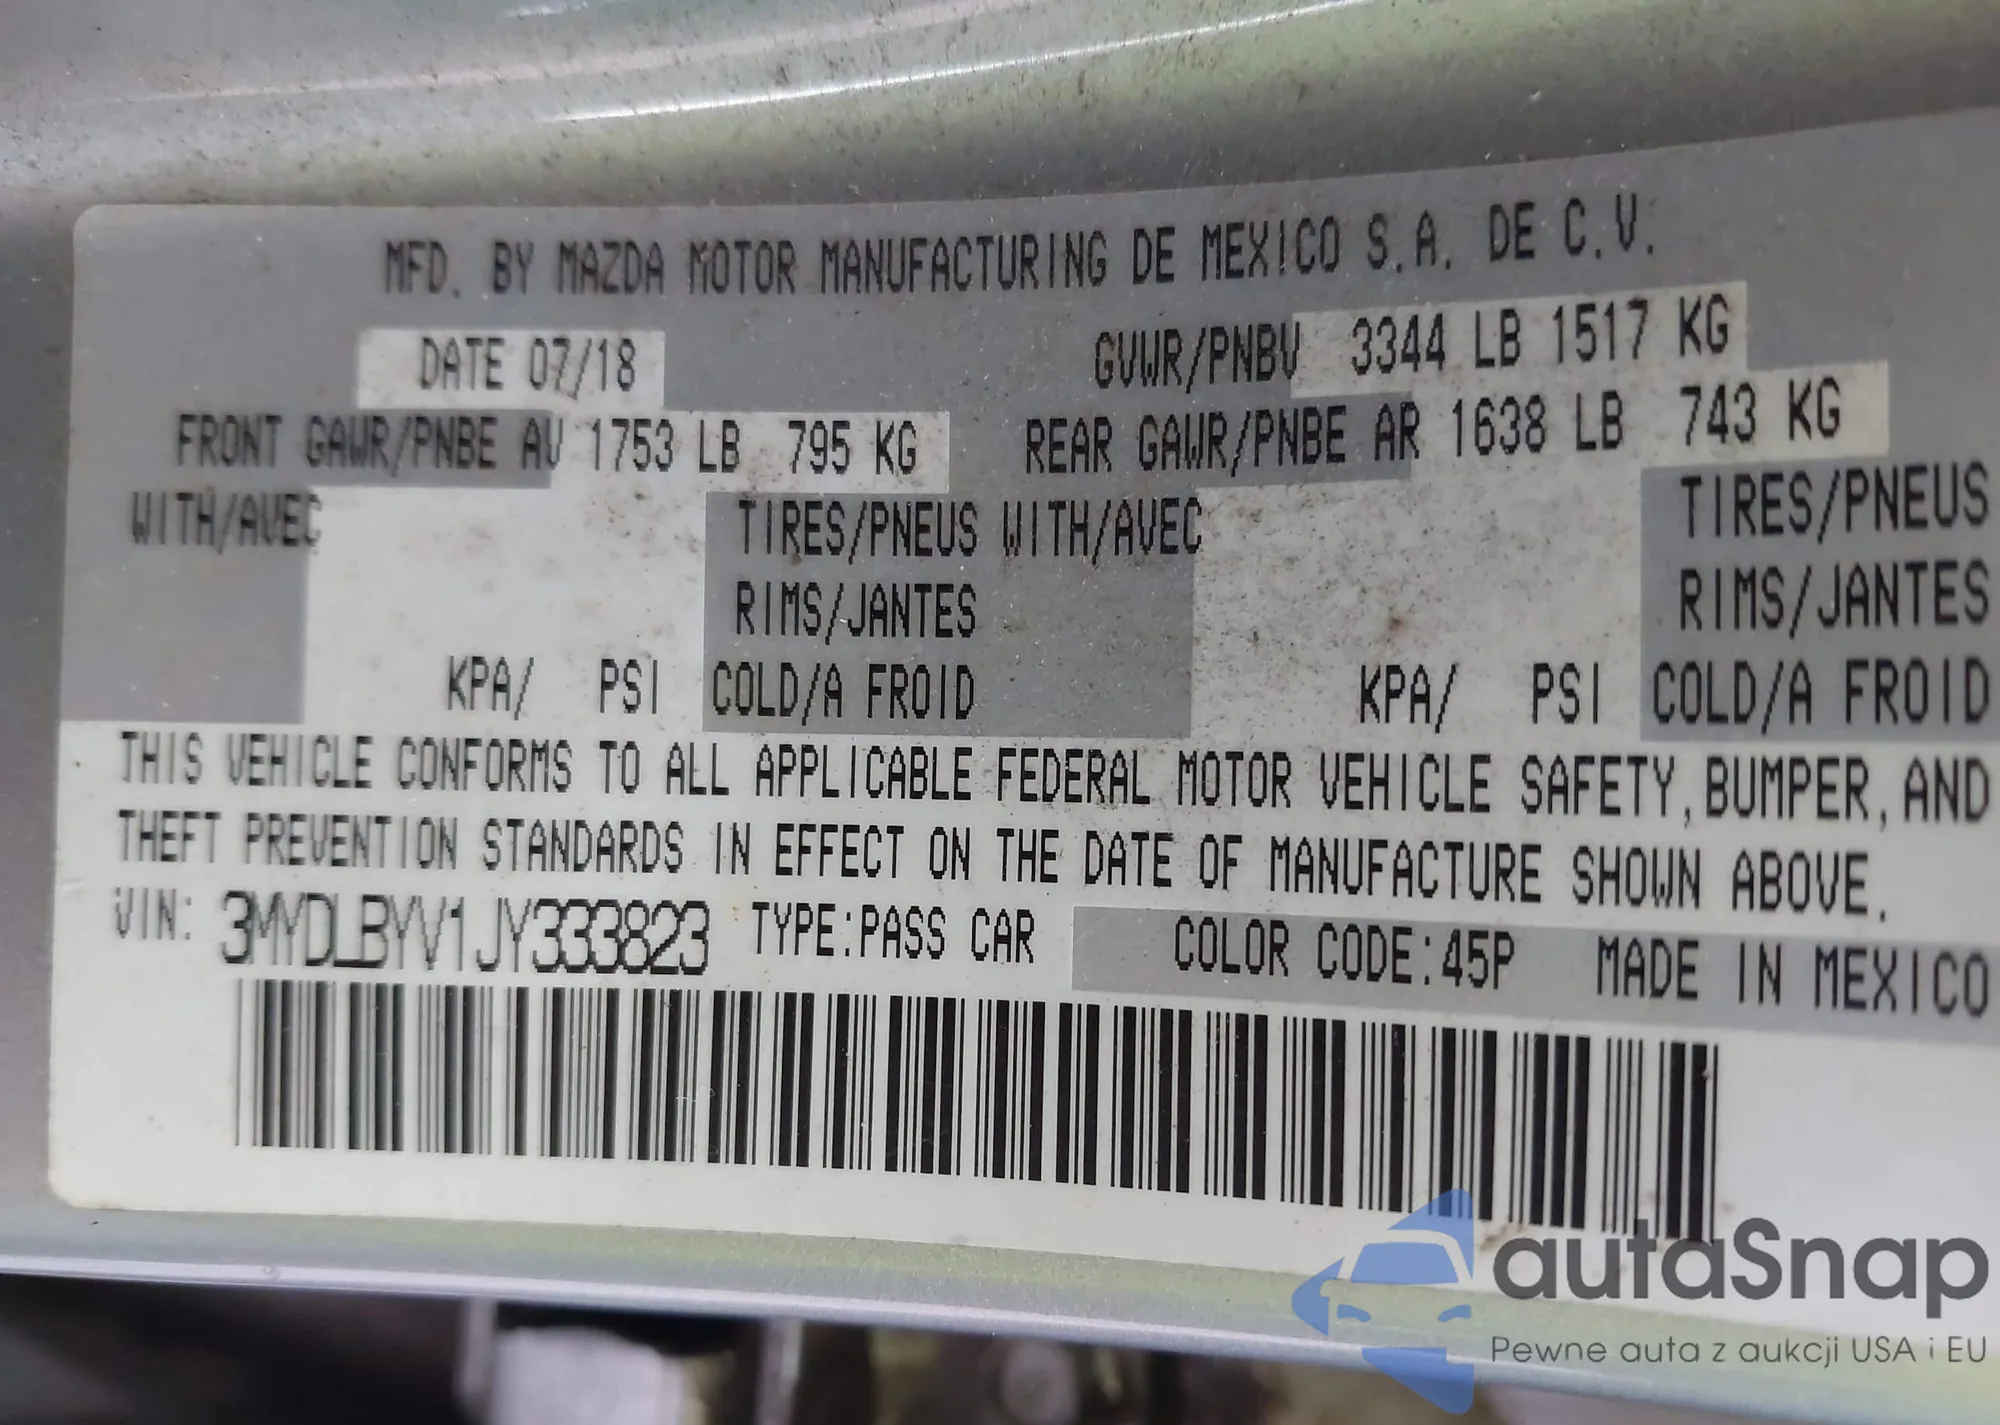 MFD. BY MAZDA MOTOR MANUFACTURING DE MEXICO S.A. DE C.V.
DATE 07/18 GVWR/PNBV 3344 LB 1517 KG
FRONT GAWR/PNBE AV 1753 LB 795 KG REAR GAWR/PNBE AR 1638 LB 743 KG
WITH/AVEC TIRES/PNEUS WITH/AVEC TIRES/PNEUS
RIMS/JANTES RIMS/JANTES
KPA/ PSI COLD/A FROID KPA/ PSI COLD/A FROID
THIS VEHICLE CONFORMS TO ALL APPLICABLE FEDERAL MOTOR VEHICLE SAFETY, BUMPER, AND
THEFT PREVENTION STANDARDS IN EFFECT ON THE DATE OF MANUFACTURE SHOWN ABOVE.
VIN: 3MYDLBYV1JY333823 TYPE:PASS CAR COLOR CODE:45P MADE IN MEXICO
autaSnap
Pewne auta z aukcji USA i EU